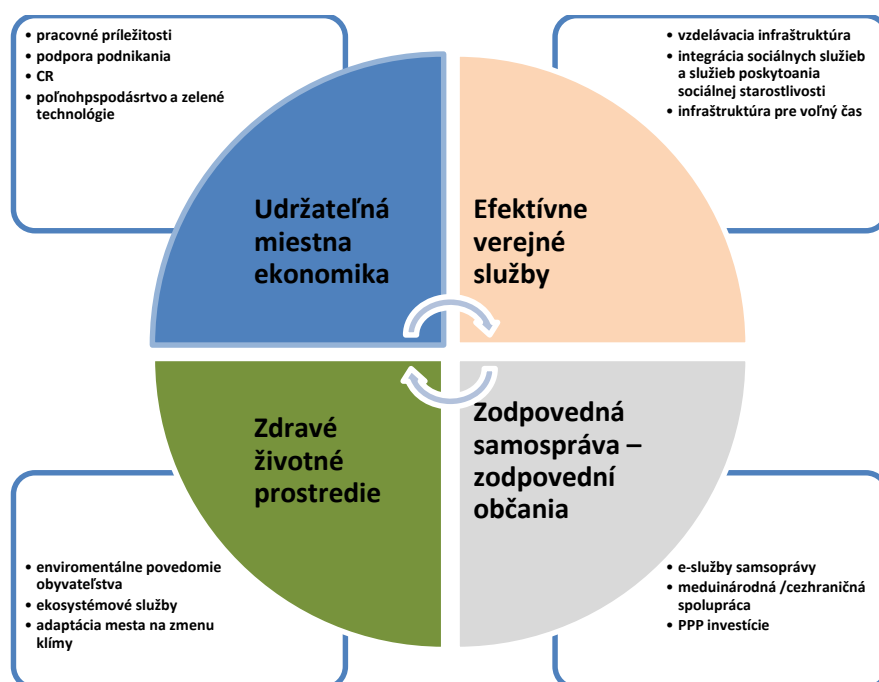 • pracovné príležitosti
• podpora podnikania
• CR
• poľnohpspodásrtvo a zelené
technológie
• vzdelávacia infraštruktúra
• integrácia sociálnych služieb
a služieb poskytoania
sociálnej starostlivosti
• infraštruktúra pre voľný čas
Udržateľná
miestna
ekonomika
Efektívne
verejné
služby
Zdravé
životné
prostredie
Zodpovedná
samospráva –
zodpovední
občania
• enviromentálne povedomie
obyvateľstva
• ekosystémové služby
• adaptácia mesta na zmenu
klímy
• e-služby samsoprávy
• meduinárodná /cezhraničná
spolupráca
• PPP investície